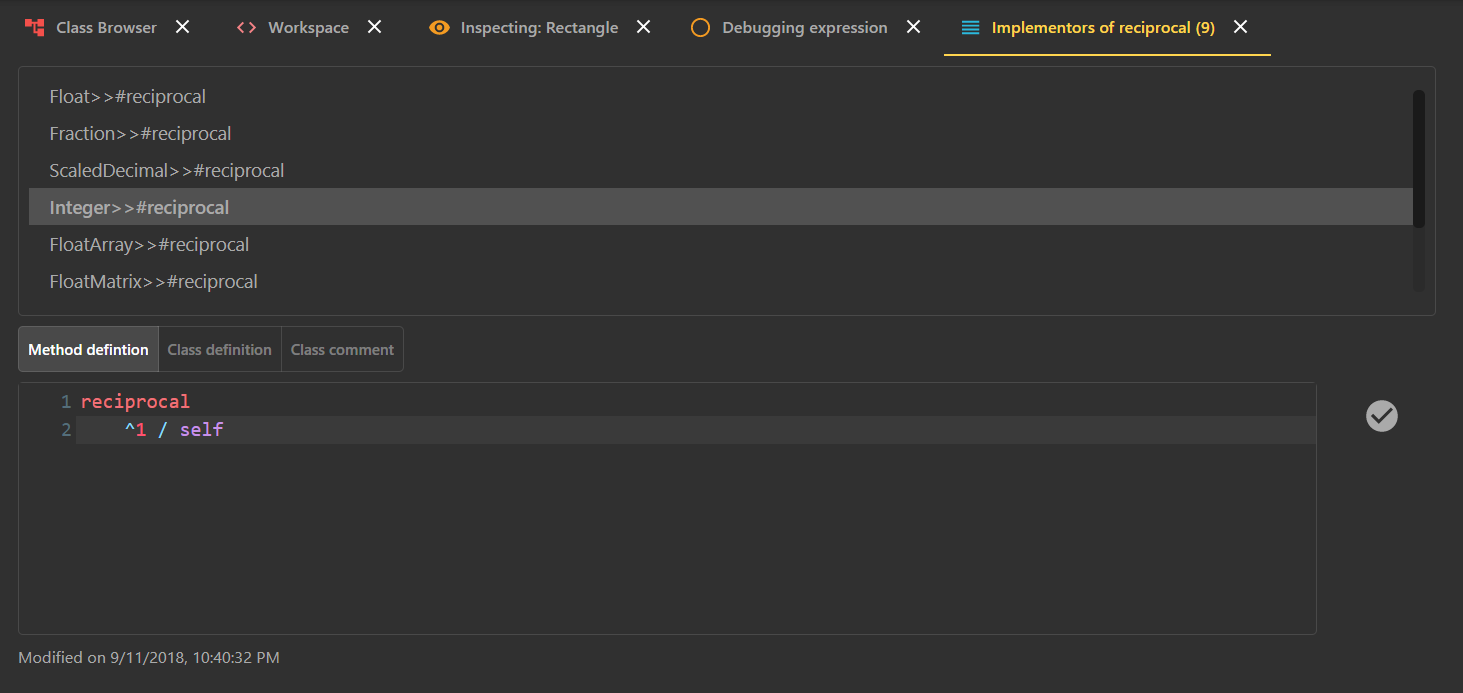 Class Browser Workspace Inspecting: Rectangle Debugging expression Implementors of reciprocal (9)
Float>>#reciprocal
Fraction>>#reciprocal
ScaledDecimal>>#reciprocal
Integer>>#reciprocal
FloatArray>>#reciprocal
FloatMatrix>>#reciprocal
Method defintion Class definition Class comment
1 reciprocal
2 ^1 / self
Modified on 9/11/2018, 10:40:32 PM